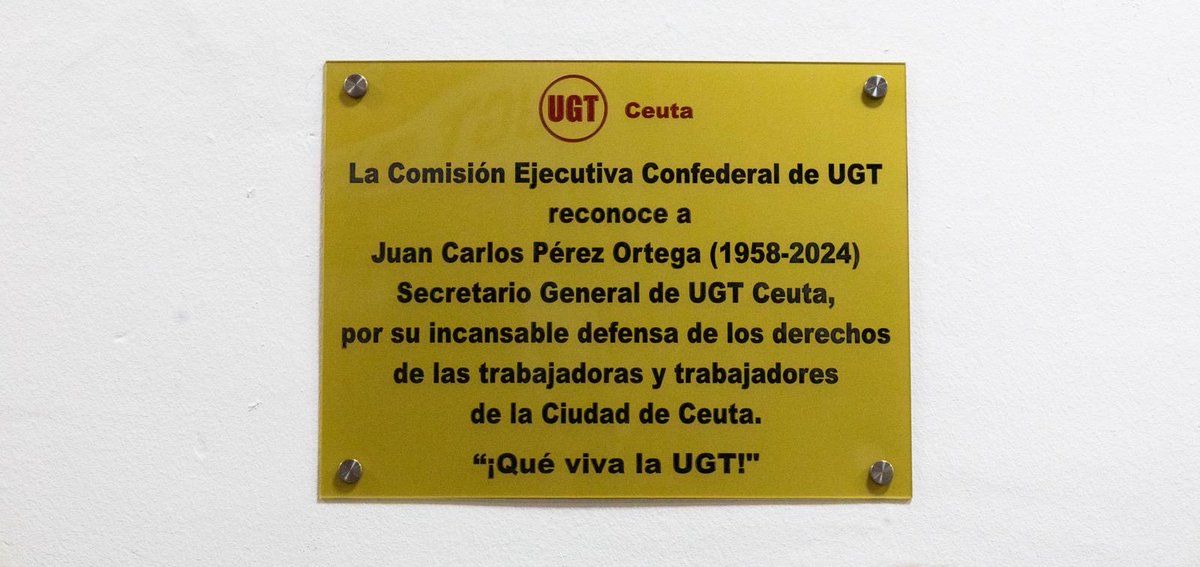 UGT Ceuta
La Comisión Ejecutiva Confederal de UGT
reconoce a
Juan Carlos Pérez Ortega (1958-2024)
Secretario General de UGT Ceuta,
por su incansable defensa de los derechos
de las trabajadoras y trabajadores
de la Ciudad de Ceuta.
“¡Qué viva la UGT!"